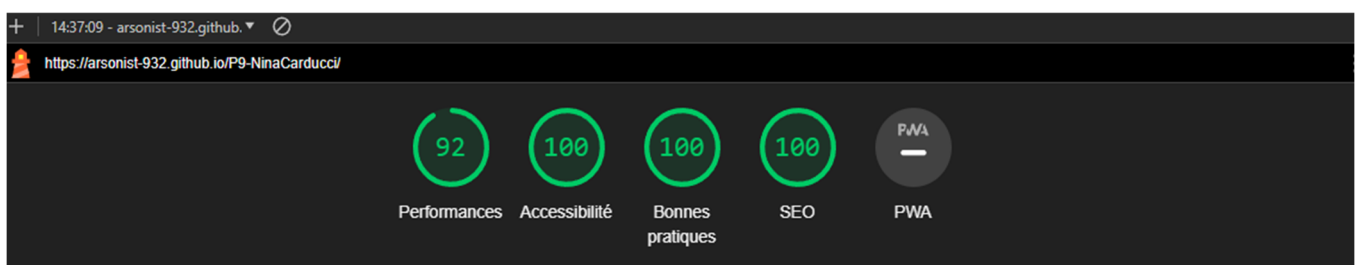 14:37:09 - arsonist-932.github.
https://arsonist-932.github.io/P9-NinaCarducci/
92 100 100 100 PWA
Performances Accessibilité Bonnes pratiques SEO PWA